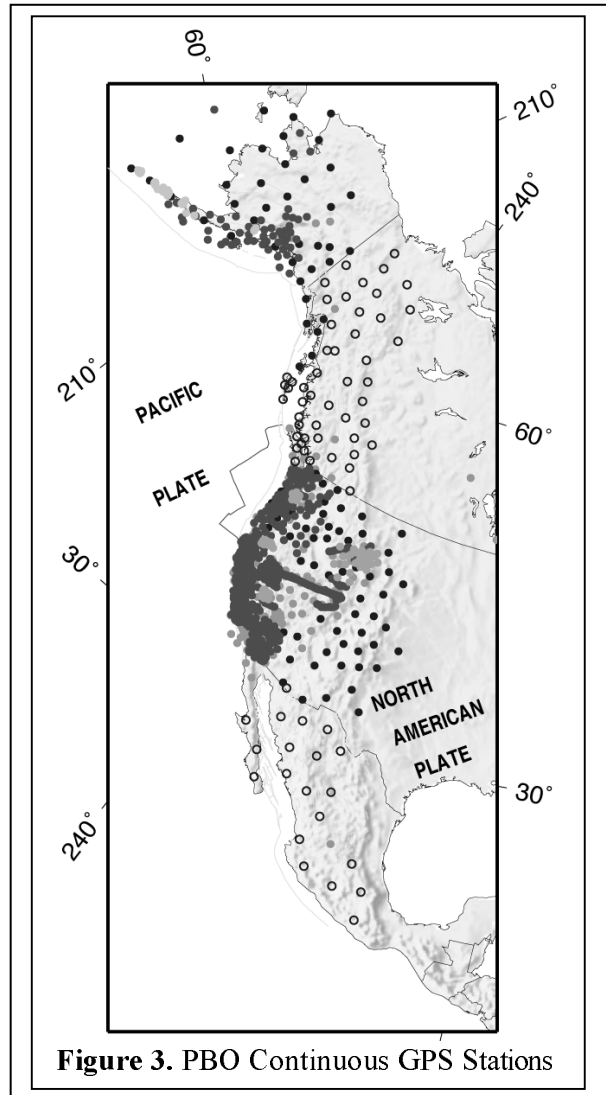 60°
210°
240°
210°
PACIFIC
PLATE
60°
30°
NORTH
AMERICAN
PLATE
30°
240°
Figure 3. PBO Continuous GPS Stations